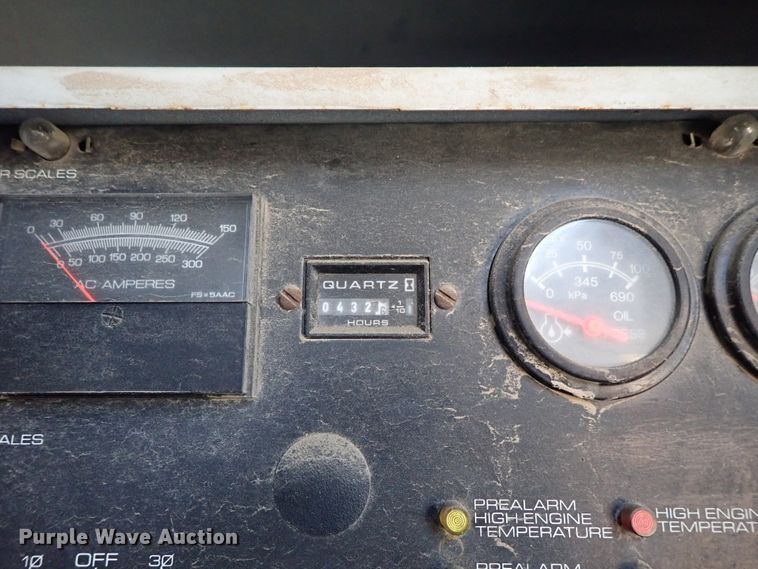 R SCALES
0 30 60 90 120 150
0 50 100 150 200 250 300
AC AMPERES
FS=5AAC
QUARTZ
0432
1/10
HOURS
25 50 75 100
0 345 690
kPa
OIL
ALES
PREALARM
HIGH-ENGINE
TEMPERATURE
HIGH ENGIN
TEMPERAT
PREALARM
10 OFF 30
Purple Wave Auction